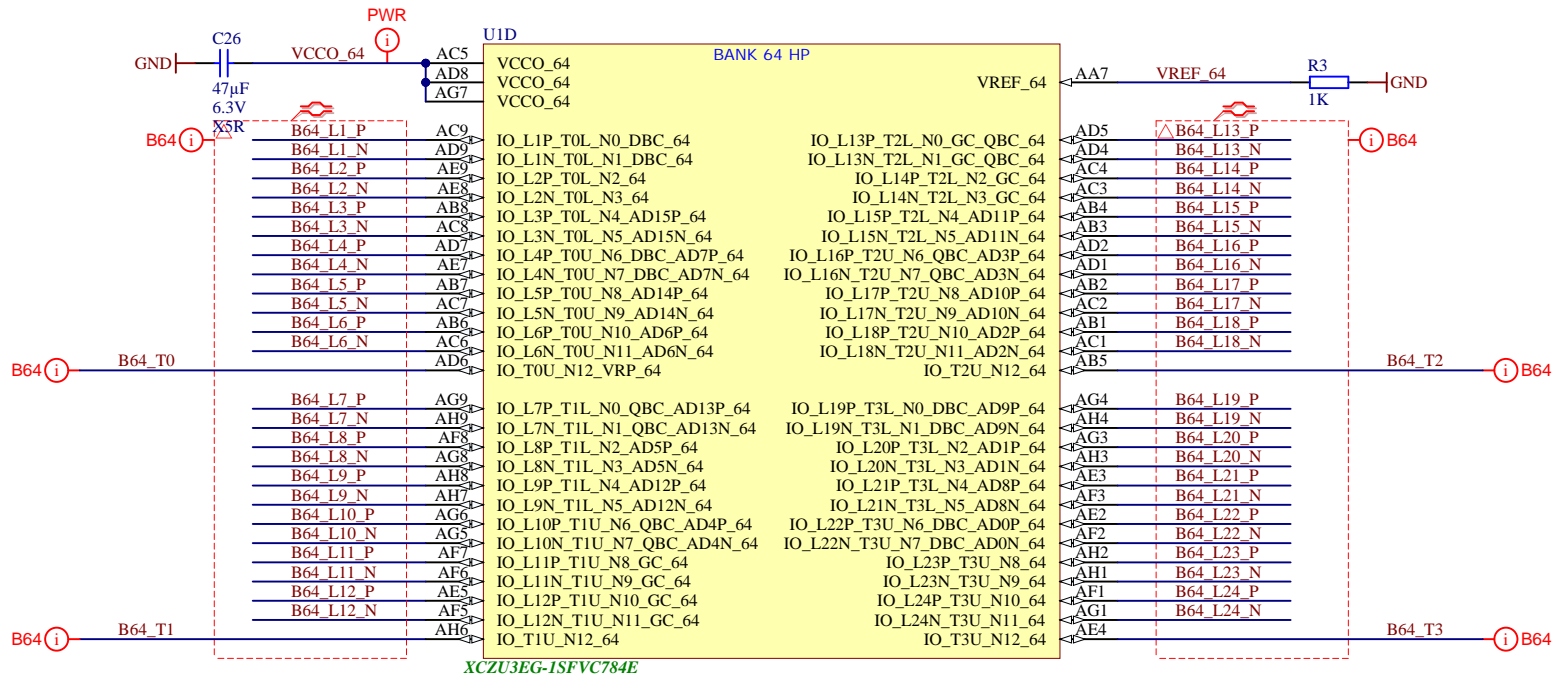 PWR
C26 VCCO_64 AC5 U1D BANK 64 HP
GND VCCO_64
47µF AD8 VCCO_64 VREF_64 AA7 VREF_64 R3 GND
6.3V AG7 VCCO_64 1K
X5R
B64 B64_L1_P AC9 IO_L1P_T0L_N0_DBC_64 IO_L13P_T2L_N0_GC_QBC_64 AD5 B64_L13_P B64
B64_L1_N AD9 IO_L1N_T0L_N1_DBC_64 IO_L13N_T2L_N1_GC_QBC_64 AD4 B64_L13_N
B64_L2_P AE9 IO_L2P_T0L_N2_64 IO_L14P_T2L_N2_GC_64 AC4 B64_L14_P
B64_L2_N AE8 IO_L2N_T0L_N3_64 IO_L14N_T2L_N3_GC_64 AC3 B64_L14_N
B64_L3_P AB8 IO_L3P_T0L_N4_AD15P_64 IO_L15P_T2L_N4_AD11P_64 AB4 B64_L15_P
B64_L3_N AC8 IO_L3N_T0L_N5_AD15N_64 IO_L15N_T2L_N5_AD11N_64 AB3 B64_L15_N
B64_L4_P AD7 IO_L4P_T0U_N6_DBC_AD7P_64 IO_L16P_T2U_N6_QBC_AD3P_64 AD2 B64_L16_P
B64_L4_N AE7 IO_L4N_T0U_N7_DBC_AD7N_64 IO_L16N_T2U_N7_QBC_AD3N_64 AD1 B64_L16_N
B64_L5_P AB7 IO_L5P_T0U_N8_AD14P_64 IO_L17P_T2U_N8_AD10P_64 AB2 B64_L17_P
B64_L5_N AC7 IO_L5N_T0U_N9_AD14N_64 IO_L17N_T2U_N9_AD10N_64 AC2 B64_L17_N
B64_L6_P AB6 IO_L6P_T0U_N10_AD6P_64 IO_L18P_T2U_N10_AD2P_64 AB1 B64_L18_P
B64_L6_N AC6 IO_L6N_T0U_N11_AD6N_64 IO_L18N_T2U_N11_AD2N_64 AC1 B64_L18_N
B64 B64_T0 AD6 IO_T0U_N12_VRP_64 IO_T2U_N12_64 AB5 B64_T2 B64
B64_L7_P AG9 IO_L7P_T1L_N0_QBC_AD13P_64 IO_L19P_T3L_N0_DBC_AD9P_64 AG4 B64_L19_P
B64_L7_N AH9 IO_L7N_T1L_N1_QBC_AD13N_64 IO_L19N_T3L_N1_DBC_AD9N_64 AH4 B64_L19_N
B64_L8_P AF8 IO_L8P_T1L_N2_AD5P_64 IO_L20P_T3L_N2_AD1P_64 AG3 B64_L20_P
B64_L8_N AG8 IO_L8N_T1L_N3_AD5N_64 IO_L20N_T3L_N3_AD1N_64 AH3 B64_L20_N
B64_L9_P AH8 IO_L9P_T1L_N4_AD12P_64 IO_L21P_T3L_N4_AD8P_64 AE3 B64_L21_P
B64_L9_N AH7 IO_L9N_T1L_N5_AD12N_64 IO_L21N_T3L_N5_AD8N_64 AF3 B64_L21_N
B64_L10_P AG6 IO_L10P_T1U_N6_QBC_AD4P_64 IO_L22P_T3U_N6_DBC_AD0P_64 AE2 B64_L22_P
B64_L10_N AG5 IO_L10N_T1U_N7_QBC_AD4N_64 IO_L22N_T3U_N7_DBC_AD0N_64 AF2 B64_L22_N
B64_L11_P AF7 IO_L11P_T1U_N8_GC_64 IO_L23P_T3U_N8_64 AH2 B64_L23_P
B64_L11_N AF6 IO_L11N_T1U_N9_GC_64 IO_L23N_T3U_N9_64 AH1 B64_L23_N
B64_L12_P AE5 IO_L12P_T1U_N10_GC_64 IO_L24P_T3U_N10_64 AF1 B64_L24_P
B64_L12_N AF5 IO_L12N_T1U_N11_GC_64 IO_L24N_T3U_N11_64 AG1 B64_L24_N
B64 B64_T1 AH6 IO_T1U_N12_64 IO_T3U_N12_64 AE4 B64_T3 B64
XCZU3EG-1SFVC784E